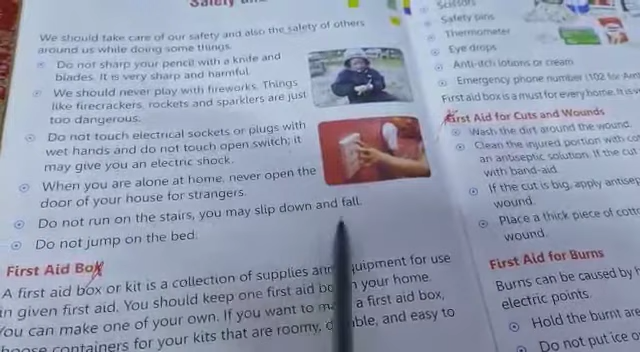 Safety and
We should take care of our safety and also the safety of others
around us while doing some things.
Do not sharp your pencil with a knife and
blades. It is very sharp and harmful.
We should never play with fireworks. Things
like firecrackers, rockets and sparklers are just
too dangerous.
Do not touch electrical sockets or plugs with
wet hands and do not touch open switch; it
may give you an electric shock.
When you are alone at home, never open the
door of your house for strangers.
Do not run on the stairs, you may slip down and fall.
Do not jump on the bed.
First Aid Box
A first aid box or kit is a collection of supplies and equipment for use
in given first aid. You should keep one first aid box in your home.
You can make one of your own. If you want to a first aid box,
choose containers for your kits that are roomy, durable, and easy to
Scissors
Safety pins
Thermometer
Eye drops
Anti-itch lotions or cream
Emergency phone number (102 for
First aid box is a must for every home. It is
First Aid for Cuts and Wounds
Wash the dirt around the wound.
Clean the injured portion with
an antiseptic solution. If the cut
with band-aid.
If the cut is big, apply
wound.
Place a thick piece of
wound.
First Aid for Burns
Burns can be caused by
electric points.
Hold the burnt
Do not put ice